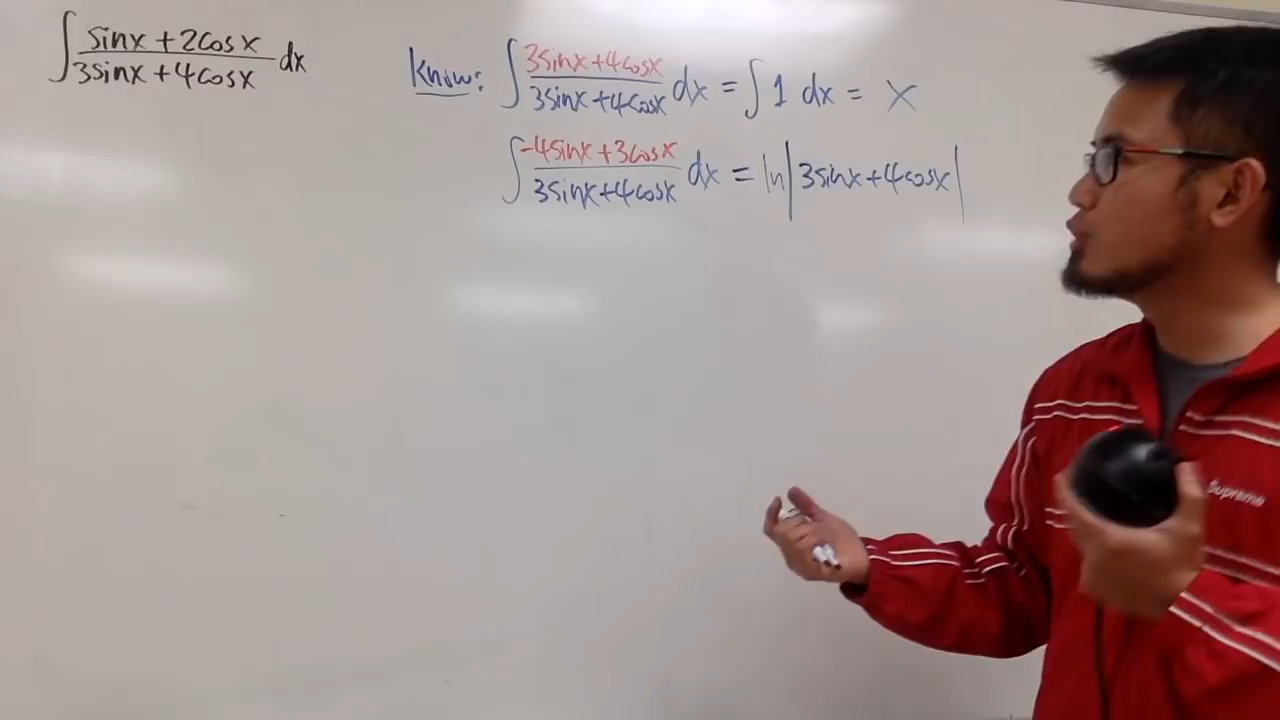 ∫ sinx + 2cosx / 3sinx + 4cosx dx
Know: ∫ 3sinx + 4cosx / 3sinx + 4cosx dx = ∫ 1 dx = x
∫ -4sinx + 3cosx / 3sinx + 4cosx dx = ln|3sinx + 4cosx|
Supreme